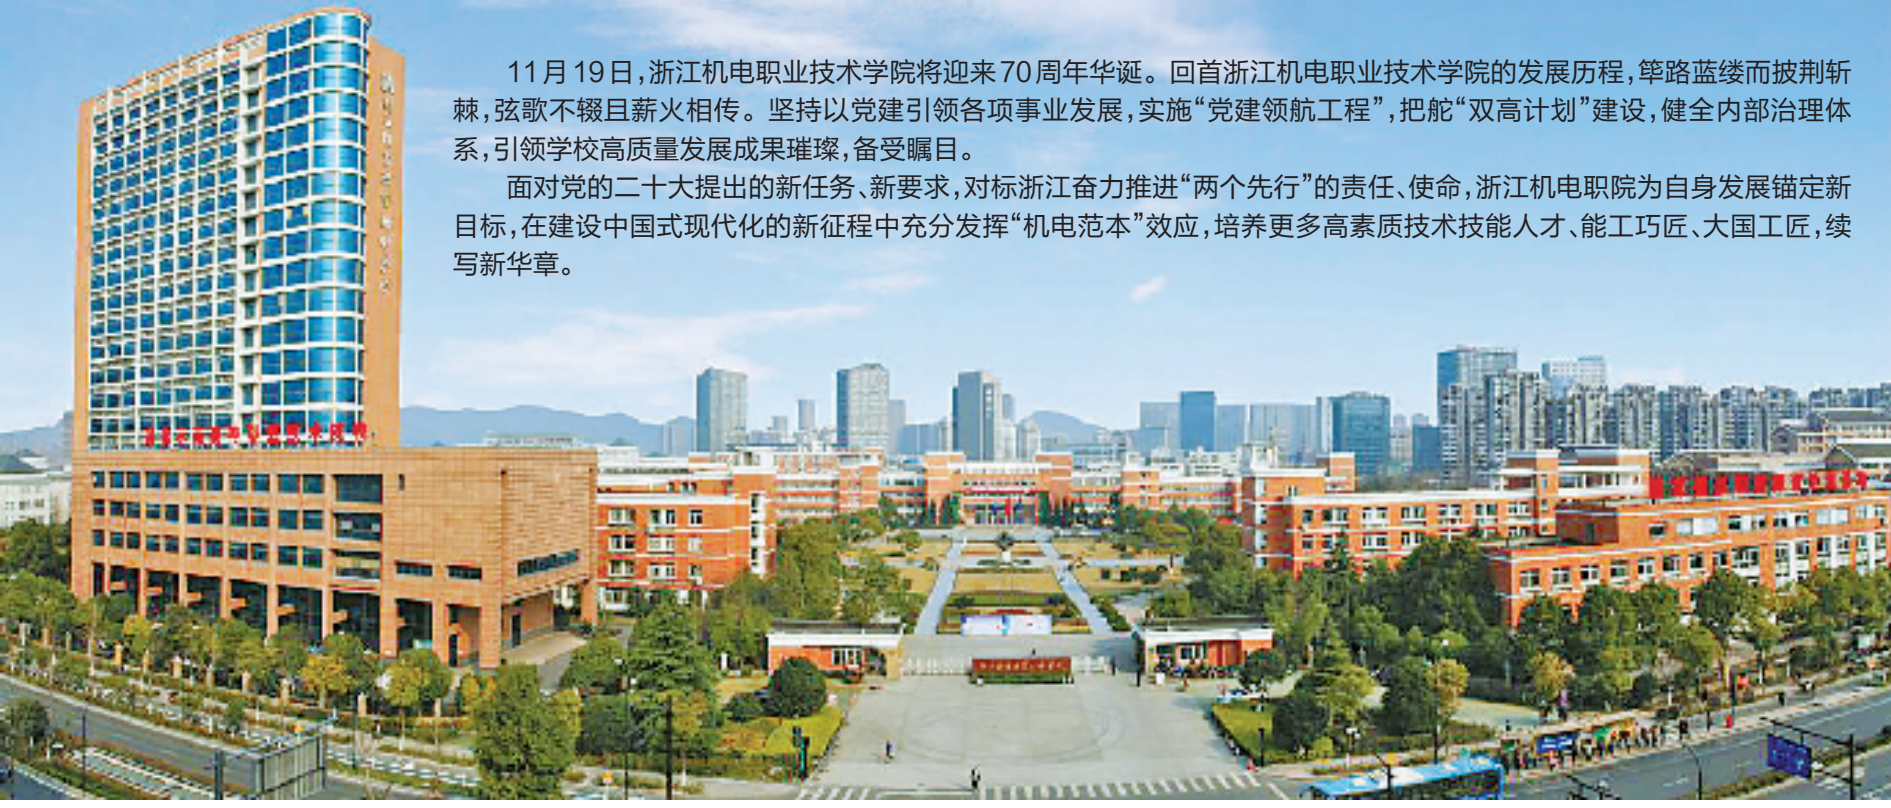 11月19日，浙江机电职业技术学院将迎来70周年华诞。回首浙江机电职业技术学院的发展历程，筚路蓝缕而披荆斩
棘，弦歌不辍且薪火相传。坚持以党建引领各项事业发展，实施“党建领航工程”，把舵“双高计划”建设，健全内部治理体
系，引领学校高质量发展成果璀璨，备受瞩目。
面对党的二十大提出的新任务、新要求，对标浙江奋力推进“两个先行”的责任、使命，浙江机电职院为自身发展锚定新
目标，在建设中国式现代化的新征程中充分发挥“机电范本”效应，培养更多高素质技术技能人才、能工巧匠、大国工匠，续
写新华章。